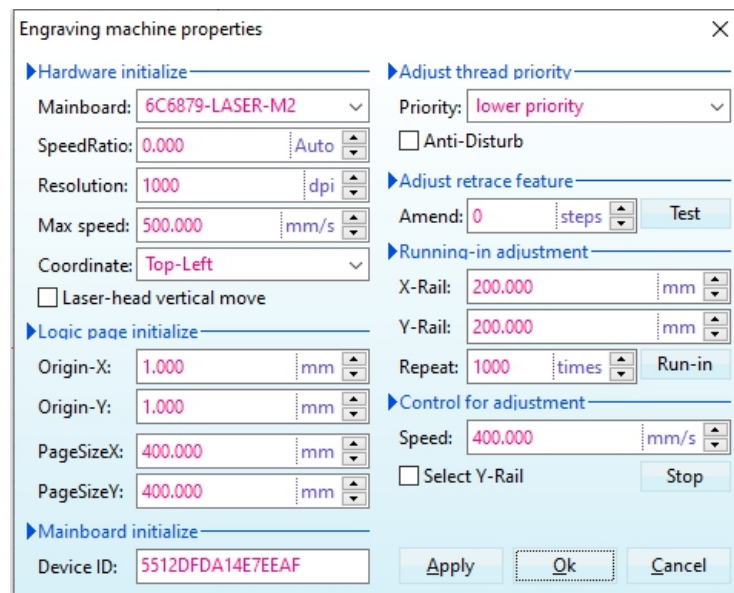 Engraving machine properties
Hardware initialize
Mainboard: 6C6879-LASER-M2
SpeedRatio: 0.000 Auto
Resolution: 1000 dpi
Max speed: 500.000 mm/s
Coordinate: Top-Left
Laser-head vertical move
Logic page initialize
Origin-X: 1.000 mm
Origin-Y: 1.000 mm
PageSizeX: 400.000 mm
PageSizeY: 400.000 mm
Mainboard initialize
Device ID: 5512DFDA14E7EEAF
Adjust thread priority
Priority: lower priority
Anti-Disturb
Adjust retrace feature
Amend: 0 steps Test
Running-in adjustment
X-Rail: 200.000 mm
Y-Rail: 200.000 mm
Repeat: 1000 times Run-in
Control for adjustment
Speed: 400.000 mm/s
Select Y-Rail Stop
Apply Ok Cancel